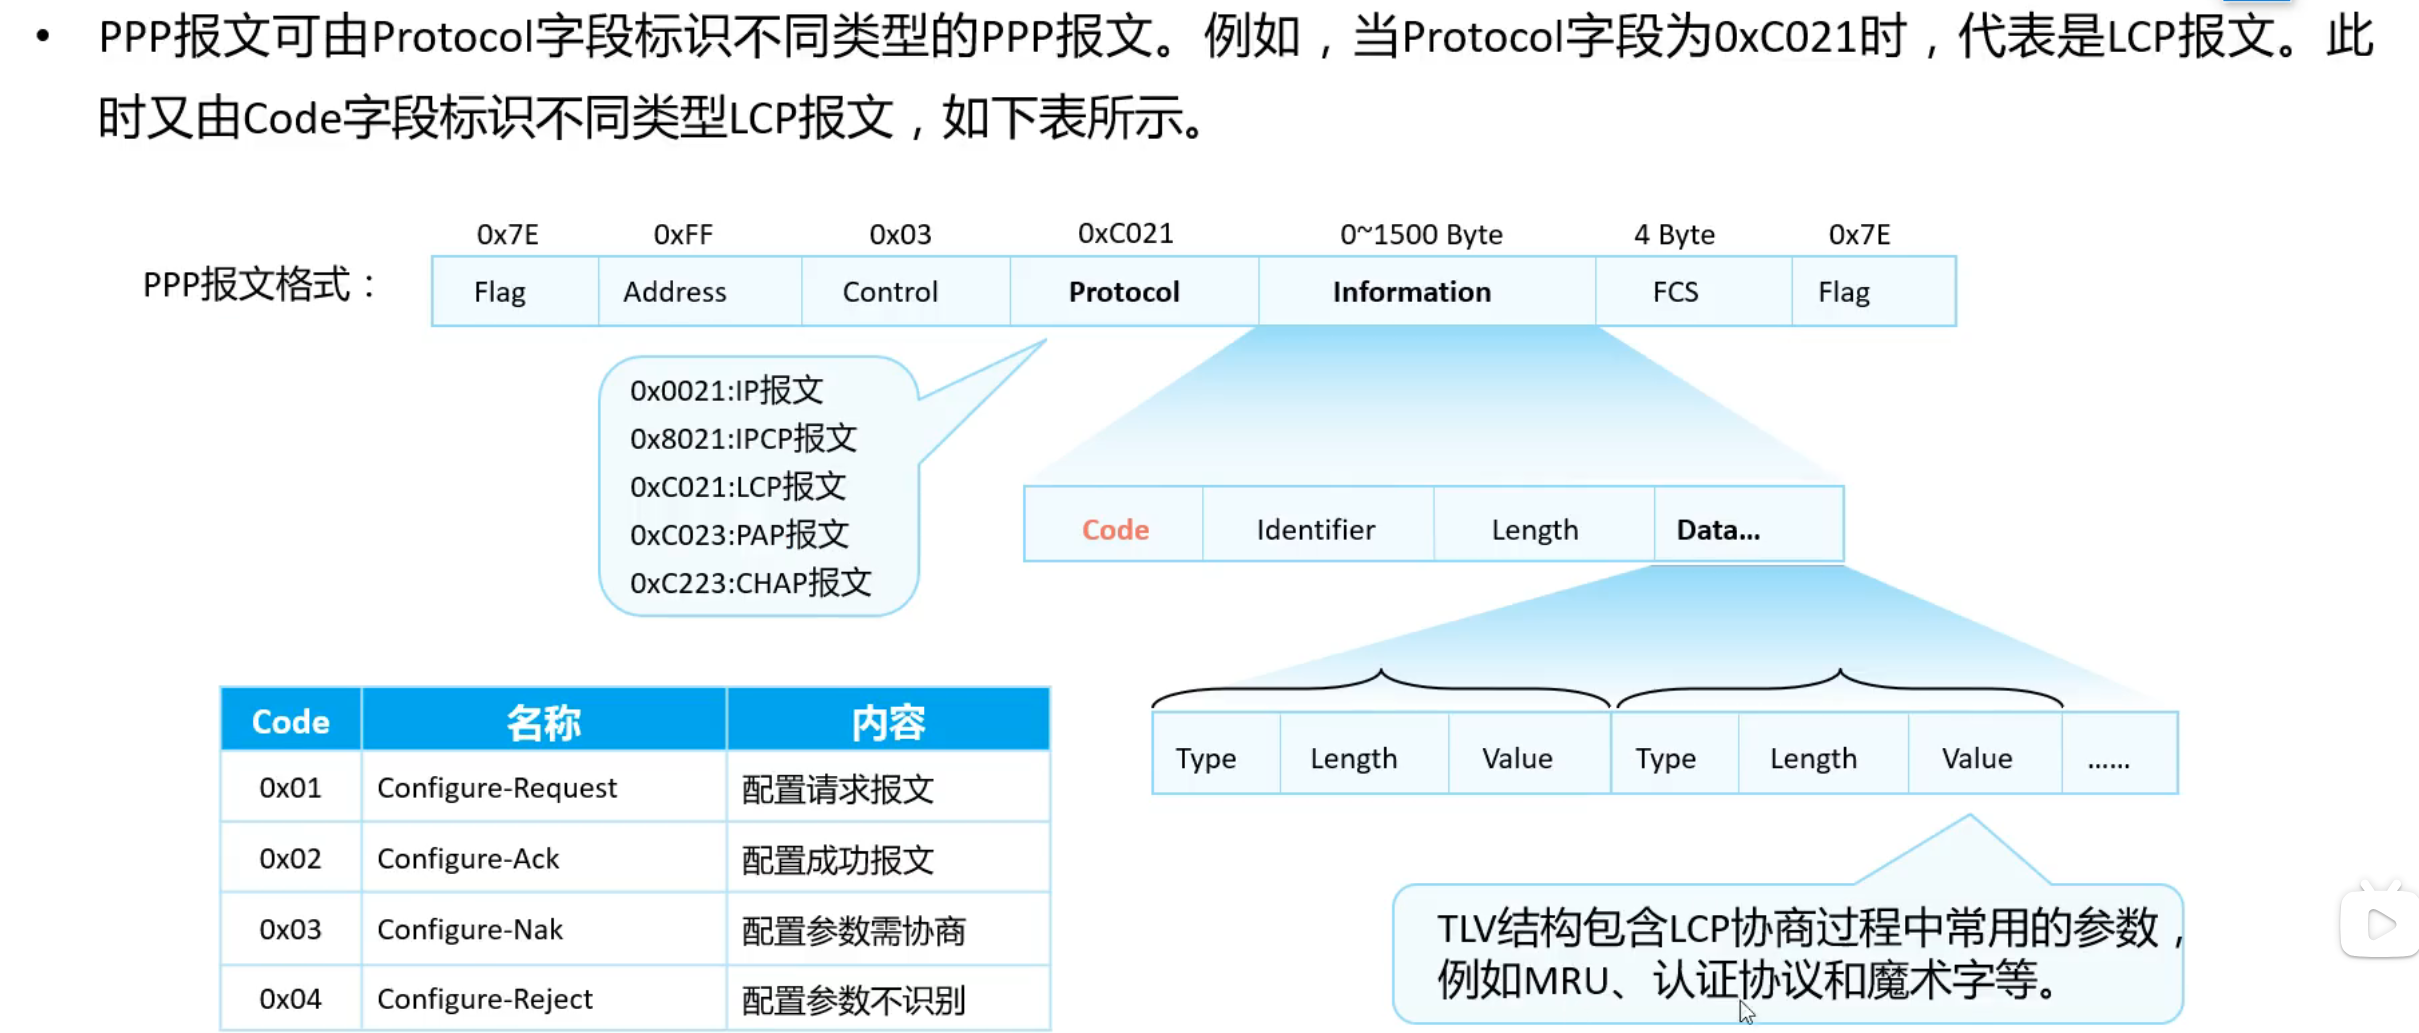 • PPP报文可由Protocol字段标识不同类型的PPP报文。例如，当Protocol字段为0xC021时，代表是LCP报文。此
时又由Code字段标识不同类型LCP报文，如下表所示。
0x7E 0xFF 0x03 0xC021 0~1500 Byte 4 Byte 0x7E
PPP报文格式： Flag Address Control Protocol Information FCS Flag
0x0021:IP报文
0x8021:IPCP报文
0xC021:LCP报文
0xC023:PAP报文
0xC223:CHAP报文
Code Identifier Length Data...
Type Length Value Type Length Value ......
Code 名称 内容
0x01 Configure-Request 配置请求报文
0x02 Configure-Ack 配置成功报文
0x03 Configure-Nak 配置参数需协商
0x04 Configure-Reject 配置参数不识别
TLV结构包含LCP协商过程中常用的参数，
例如MRU、认证协议和魔术字等。